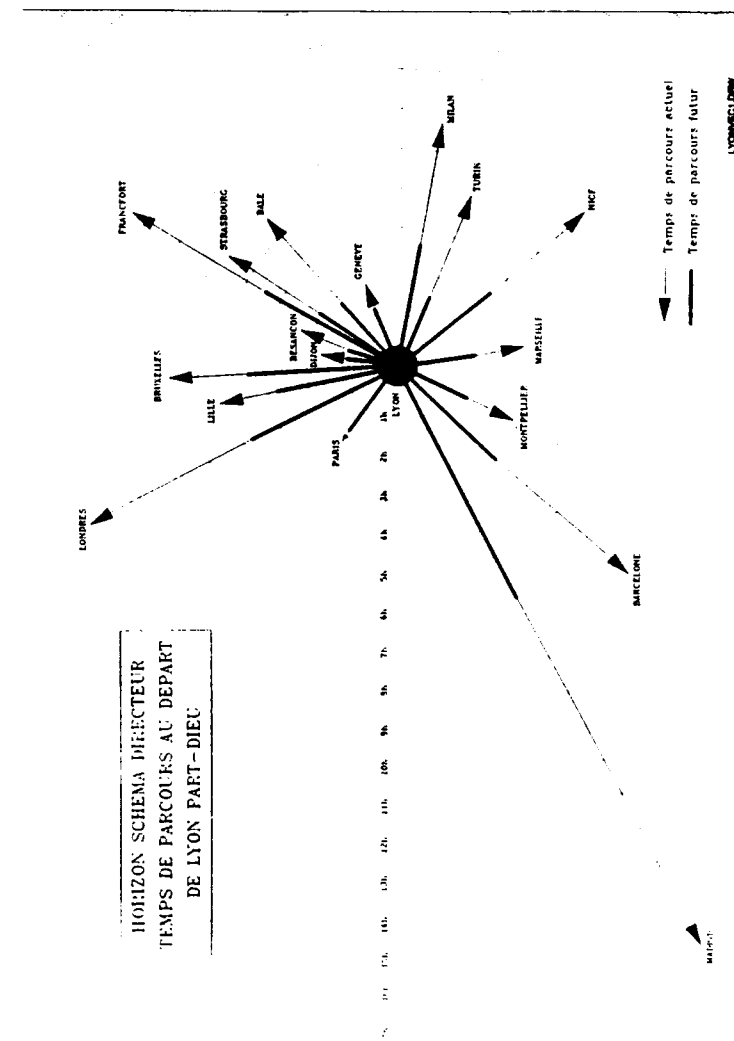 HORIZON SCHEMA DIRECTEUR
TEMPS DE PARCOURS AU DEPART
DE LYON PART-DIEU
LONDRES
LILLE
BRUXELLES
PARIS
DIJON
BESANCON
STRASBOURG
FRANCFORT
BALE
GENEVE
MILAN
TURIN
NICE
MARSEILLE
MONTPELLIER
BARCELONE
LYON
1h
2h
3h
4h
5h
6h
7h
8h
9h
10h
11h
12h
13h
14h
15h
Temps de parcours actuel
Temps de parcours futur